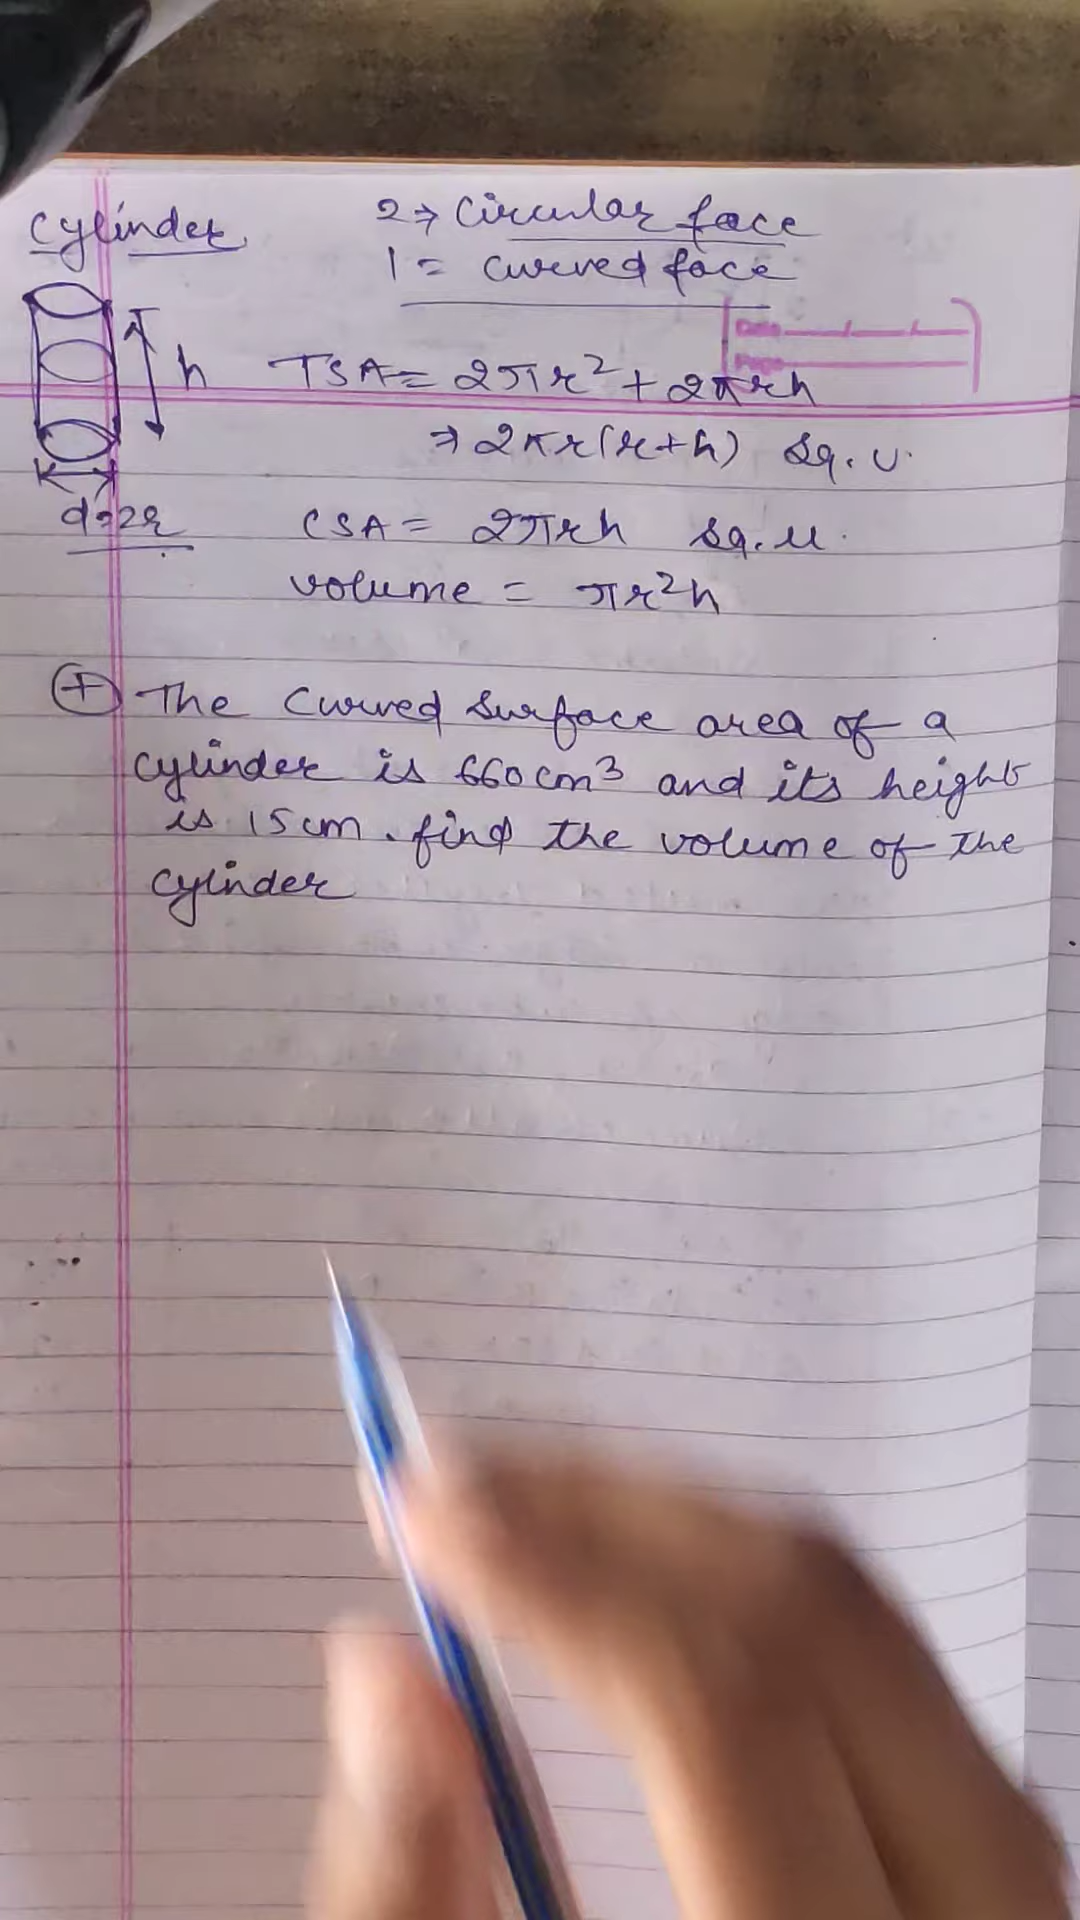 Cylinder
2 → Circular face
1 = curved face
h
TSA = 2πr² + 2πrh
⇒ 2πr(r+h) sq. u.
d=2r
CSA = 2πrh sq. u.
volume = πr²h
Date
Page
The curved surface area of a
cylinder is 660 cm³ and its height
is 15 cm. find the volume of the
cylinder